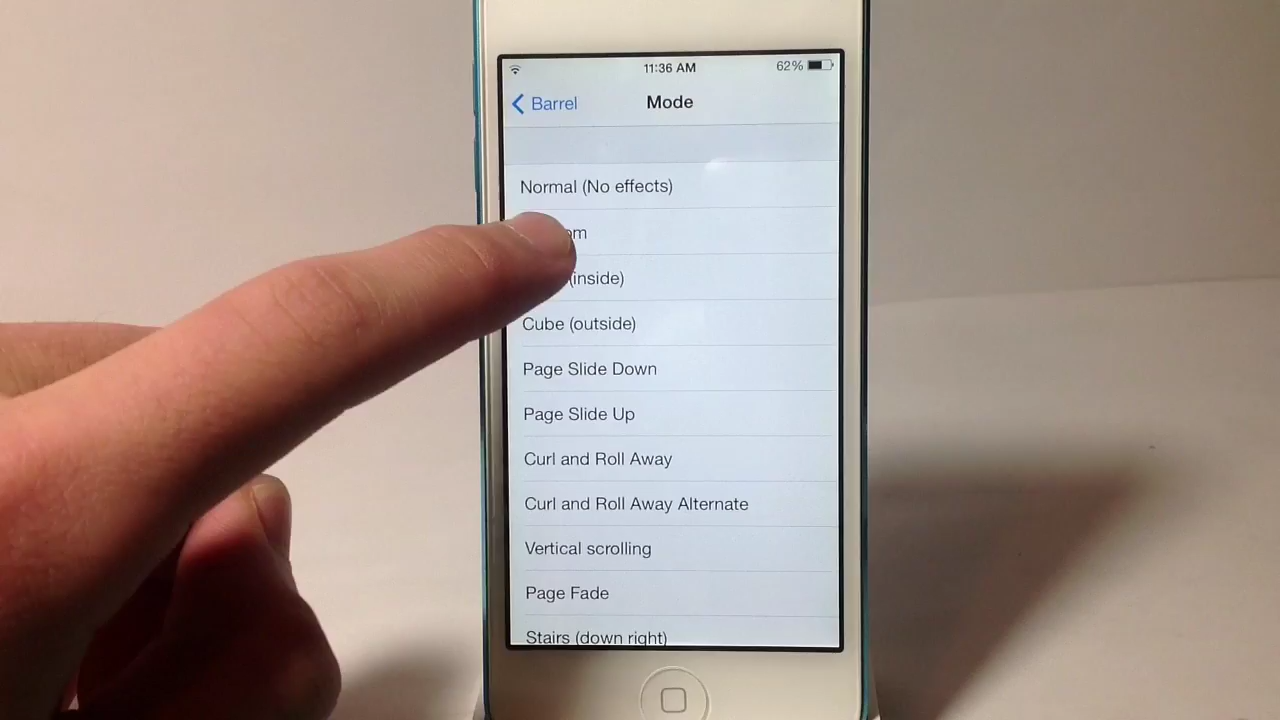 11:36 AM
62%
Barrel
Mode
Normal (No effects)
(inside)
Cube (outside)
Page Slide Down
Page Slide Up
Curl and Roll Away
Curl and Roll Away Alternate
Vertical scrolling
Page Fade
Stairs (down right)